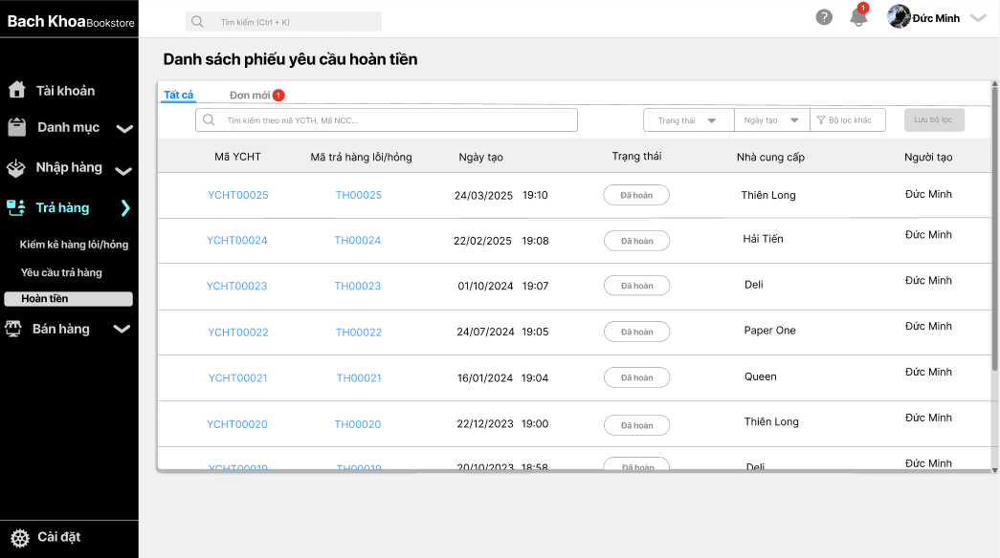 Bach Khoa Bookstore
Tìm kiếm (Ctrl + K)
?
1
Đức Minh
Tài khoản
Danh mục
Nhập hàng
Trả hàng
Kiểm kê hàng lỗi/hỏng
Yêu cầu trả hàng
Hoàn tiền
Bán hàng
Cài đặt
Danh sách phiếu yêu cầu hoàn tiền
Tất cả Đơn mới 1
Tìm kiếm theo mã YCTH, Mã NCC... Trạng thái Ngày tạo Bộ lọc khác Lưu bộ lọc
Mã YCHT Mã trả hàng lỗi/hỏng Ngày tạo Trạng thái Nhà cung cấp Người tạo
YCHT00025 TH00025 24/03/2025 19:10 Đã hoàn Thiên Long Đức Minh
YCHT00024 TH00024 22/02/2025 19:08 Đã hoàn Hải Tiến Đức Minh
YCHT00023 TH00023 01/10/2024 19:07 Đã hoàn Deli Đức Minh
YCHT00022 TH00022 24/07/2024 19:05 Đã hoàn Paper One Đức Minh
YCHT00021 TH00021 16/01/2024 19:04 Đã hoàn Queen Đức Minh
YCHT00020 TH00020 22/12/2023 19:00 Đã hoàn Thiên Long Đức Minh
YCHT00019 TH00019 20/10/2023 18:58 Đã hoàn Deli Đức Minh